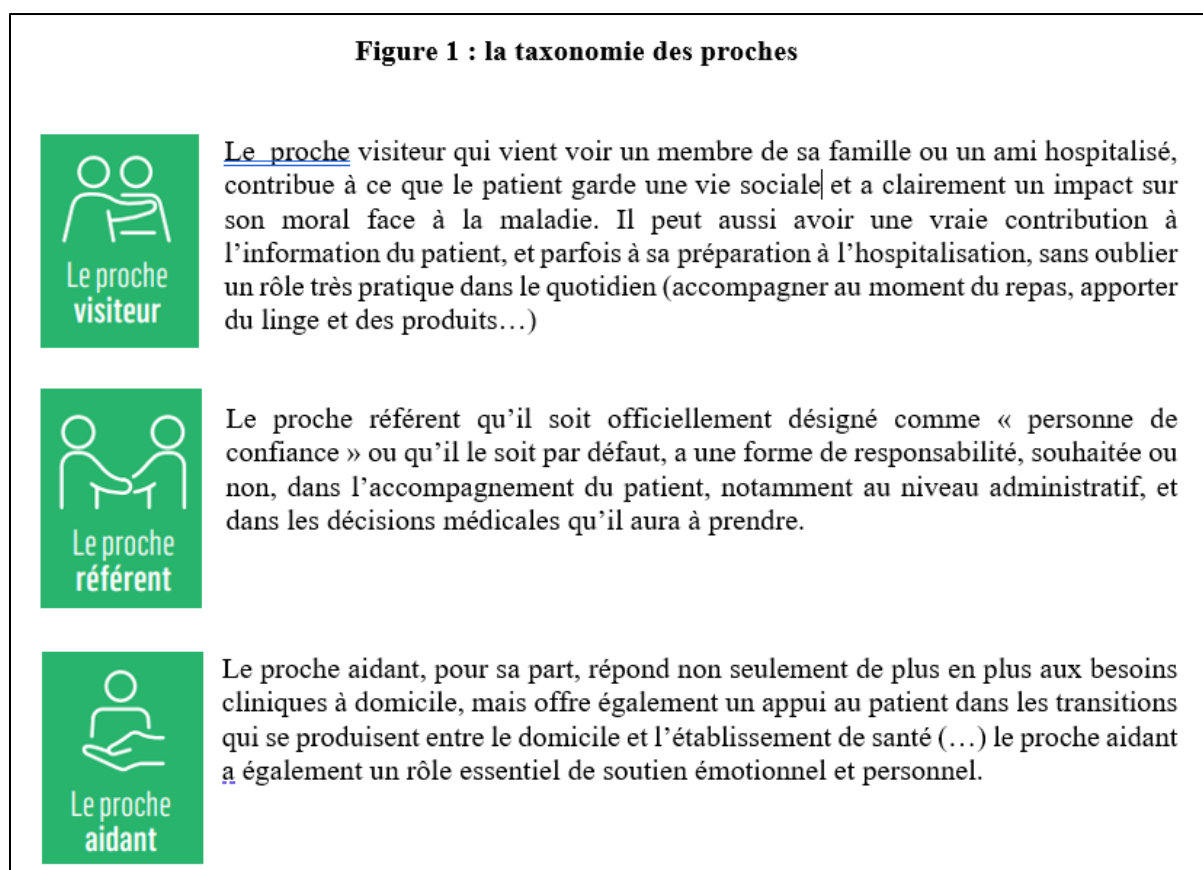 Figure 1 : la taxonomie des proches
Le proche
visiteur
Le proche visiteur qui vient voir un membre de sa famille ou un ami hospitalisé,
contribue à ce que le patient garde une vie sociale et a clairement un impact sur
son moral face à la maladie. Il peut aussi avoir une vraie contribution à
l’information du patient, et parfois à sa préparation à l’hospitalisation, sans oublier
un rôle très pratique dans le quotidien (accompagner au moment du repas, apporter
du linge et des produits…)
Le proche
référent
Le proche référent qu’il soit officiellement désigné comme « personne de
confiance » ou qu’il le soit par défaut, a une forme de responsabilité, souhaitée ou
non, dans l’accompagnement du patient, notamment au niveau administratif, et
dans les décisions médicales qu’il aura à prendre.
Le proche
aidant
Le proche aidant, pour sa part, répond non seulement de plus en plus aux besoins
cliniques à domicile, mais offre également un appui au patient dans les transitions
qui se produisent entre le domicile et l’établissement de santé (…) le proche aidant
a également un rôle essentiel de soutien émotionnel et personnel.